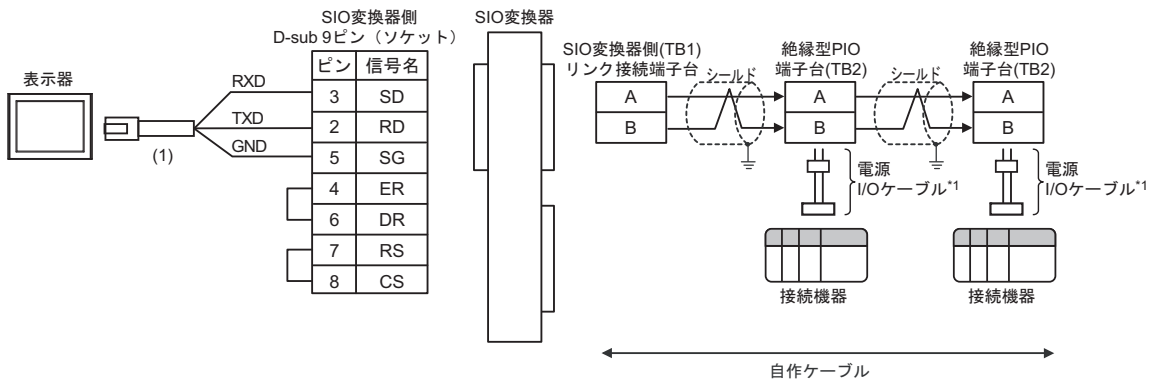 表示器
RXD
TXD
GND
(1)
SIO変換器側
D-sub 9ピン（ソケット）
ピン 信号名
3 SD
2 RD
5 SG
4 ER
6 DR
7 RS
8 CS
SIO変換器
SIO変換器側(TB1)
リンク接続端子台
A
B
シールド
絶縁型PIO
端子台(TB2)
A
B
電源
I/Oケーブル*1
接続機器
シールド
絶縁型PIO
端子台(TB2)
A
B
電源
I/Oケーブル*1
接続機器
自作ケーブル